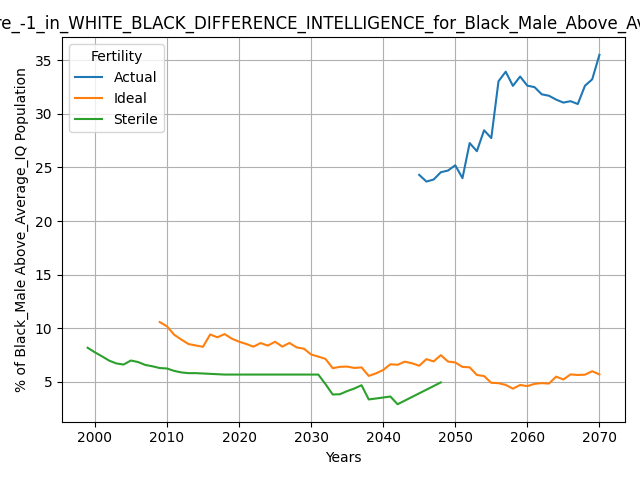 re_-1_in_WHITE_BLACK_DIFFERENCE_INTELLIGENCE_for_Black_Male_Above_Av
Fertility
Actual
Ideal
Sterile
% of Black_Male Above_Average_IQ Population
35
30
25
20
15
10
5
2000 2010 2020 2030 2040 2050 2060 2070
Years